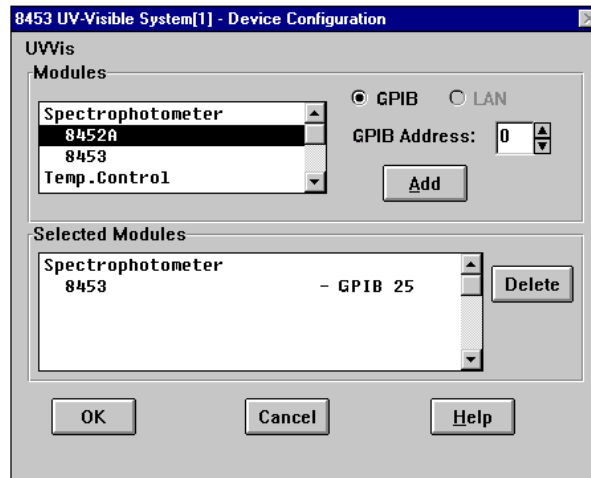 8453 UV-Visible System[1] - Device Configuration
UVVis
Modules
Spectrophotometer
8452A
8453
Temp.Control
GPIB LAN
GPIB Address: 0
Add
Selected Modules
Spectrophotometer
8453 - GPIB 25
Delete
OK Cancel Help